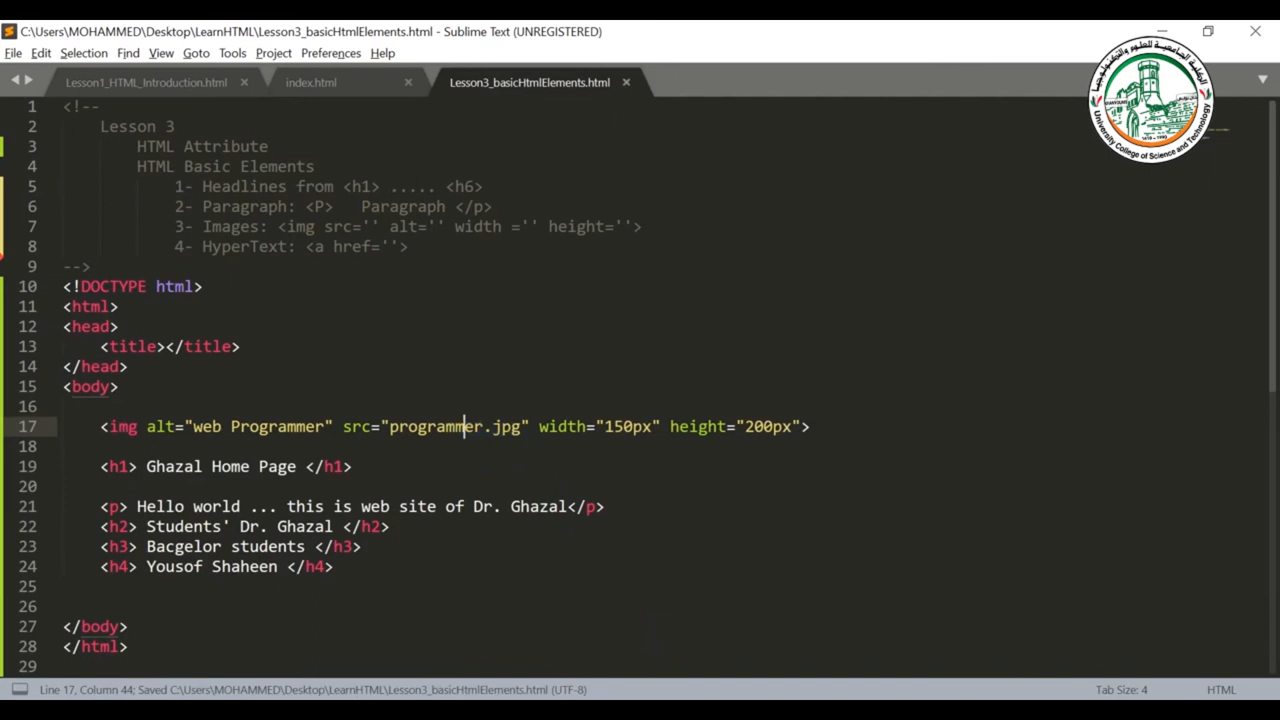 C:\Users\MOHAMMED\Desktop\LearnHTML\Lesson3_basicHtmlElements.html - Sublime Text (UNREGISTERED)
File Edit Selection Find View Goto Tools Project Preferences Help
Lesson1_HTML_Introduction.html index.html Lesson3_basicHtmlElements.html
University College of Science and Technology
1 <!--
2 Lesson 3
3 HTML Attribute
4 HTML Basic Elements
5 1- Headlines from <h1> ..... <h6>
6 2- Paragraph: <P> Paragraph </p>
7 3- Images: <img src='' alt='' width ='' height=''>
8 4- HyperText: <a href=''>
9 -->
10 <!DOCTYPE html>
11 <html>
12 <head>
13 <title></title>
14 </head>
15 <body>
16
17 <img alt="web Programmer" src="programmer.jpg" width="150px" height="200px">
18
19 <h1> Ghazal Home Page </h1>
20
21 <p> Hello world ... this is web site of Dr. Ghazal</p>
22 <h2> Students' Dr. Ghazal </h2>
23 <h3> Bacgelor students </h3>
24 <h4> Yousof Shaheen </h4>
25
26
27 </body>
28 </html>
29
Line 17, Column 44; Saved C:\Users\MOHAMMED\Desktop\LearnHTML\Lesson3_basicHtmlElements.html (UTF-8) Tab Size: 4 HTML